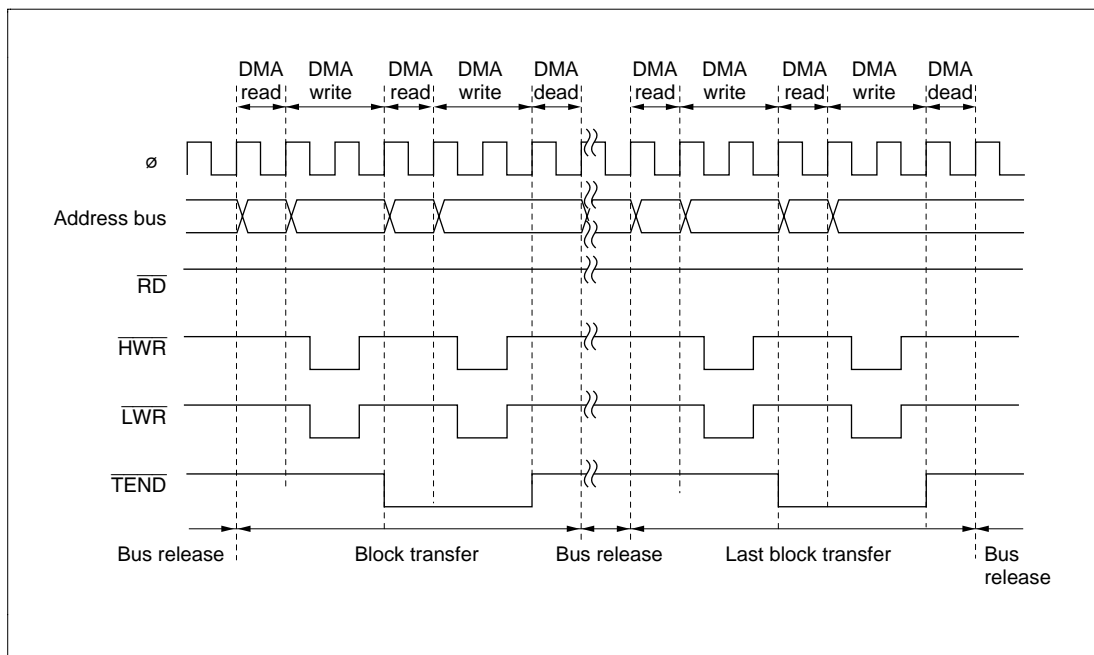 DMA read
DMA write
DMA read
DMA write
DMA dead
DMA read
DMA write
DMA read
DMA write
DMA dead
ø
Address bus
RD
HWR
LWR
TEND
Bus release
Block transfer
Bus release
Last block transfer
Bus
release